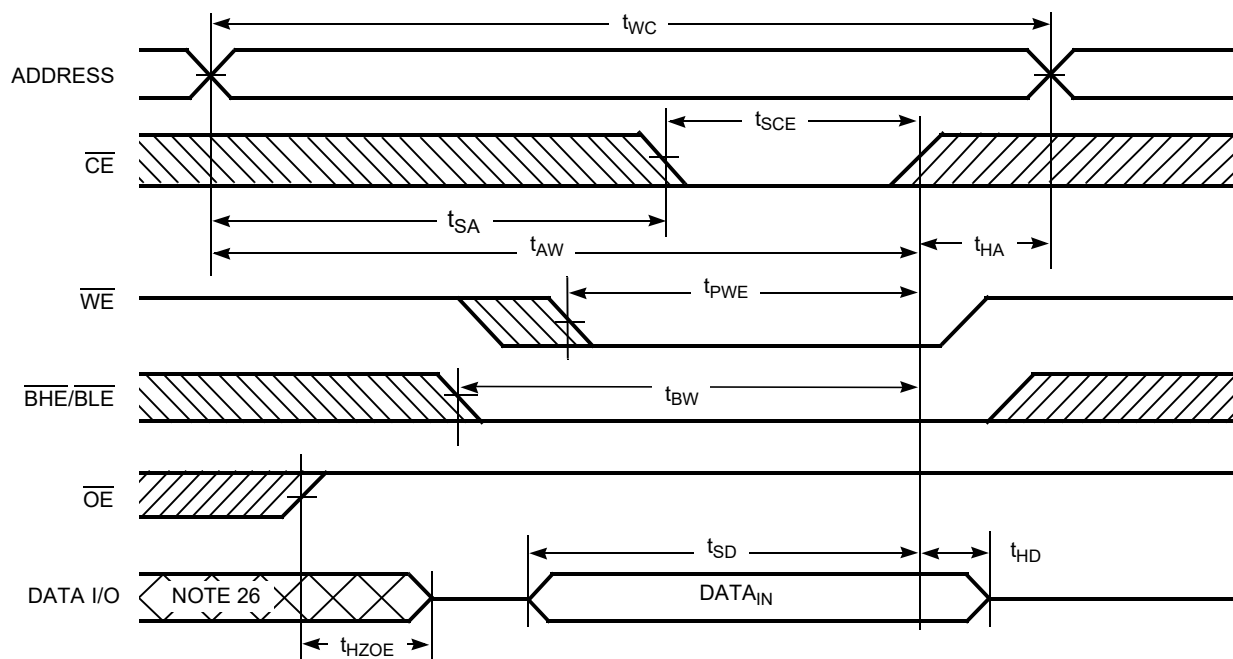 tWC
ADDRESS
tSCE
CE
tSA
tAW
tHA
WE
tPWE
BHE/BLE
tBW
OE
tSD
tHD
DATA I/O
NOTE 26
DATAIN
tHZOE